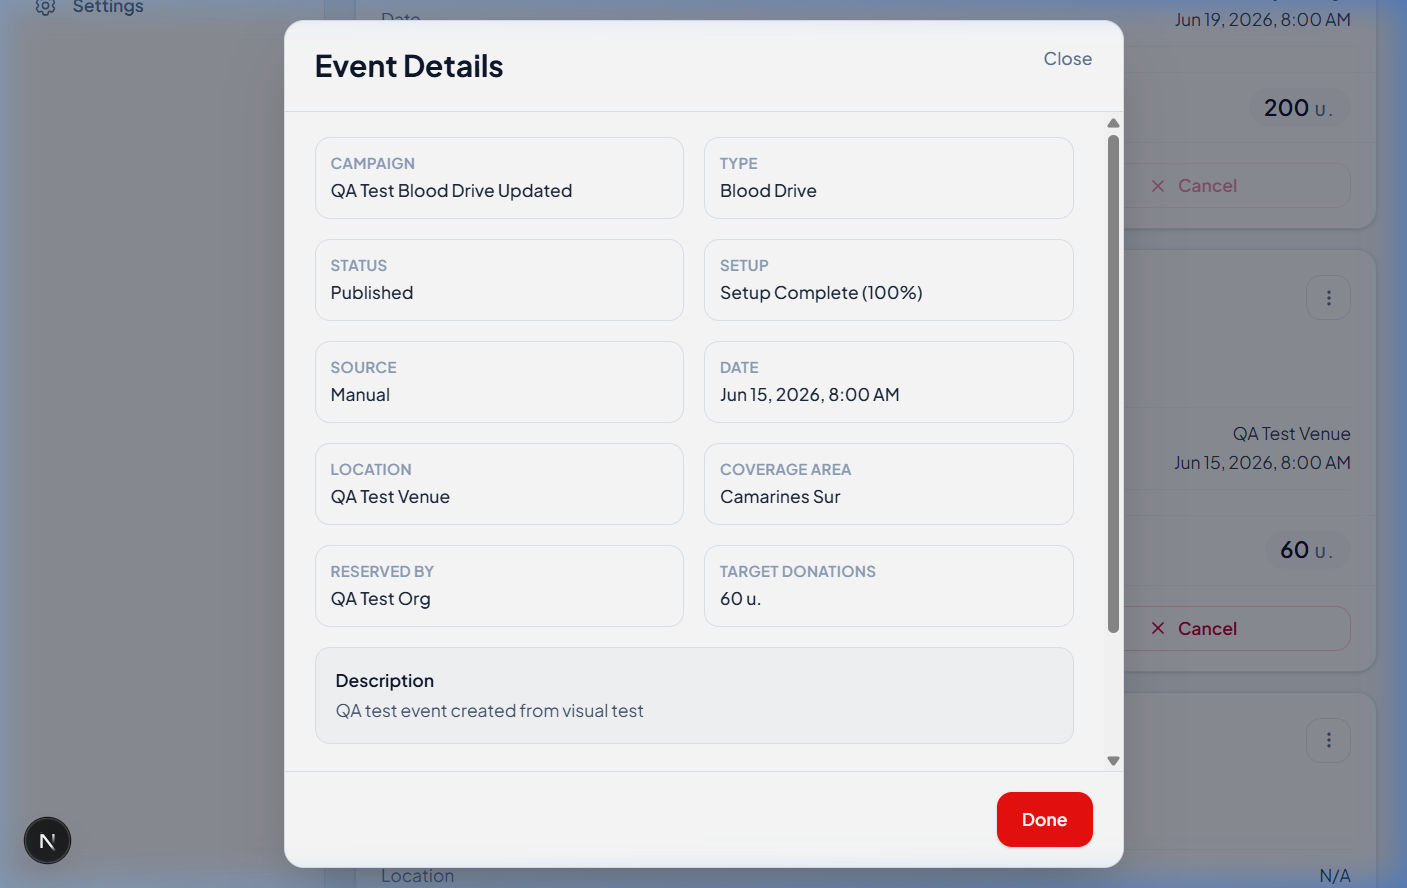 Settings
Date
Jun 19, 2026, 8:00 AM
200 u.
Cancel
Event Details
Close
CAMPAIGN
QA Test Blood Drive Updated
TYPE
Blood Drive
STATUS
Published
SETUP
Setup Complete (100%)
SOURCE
Manual
DATE
Jun 15, 2026, 8:00 AM
LOCATION
QA Test Venue
COVERAGE AREA
Camarines Sur
RESERVED BY
QA Test Org
TARGET DONATIONS
60 u.
Description
QA test event created from visual test
Done
QA Test Venue
Jun 15, 2026, 8:00 AM
60 u.
Cancel
N
Location
N/A